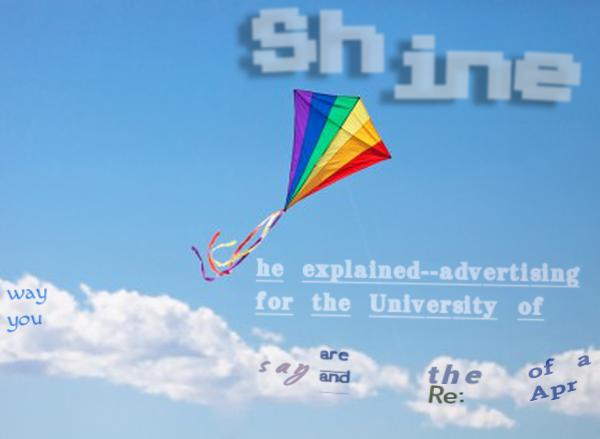 Shine
he explained--advertising
for the University of
way
you
say
are
and
the
Re:
of a
Apr